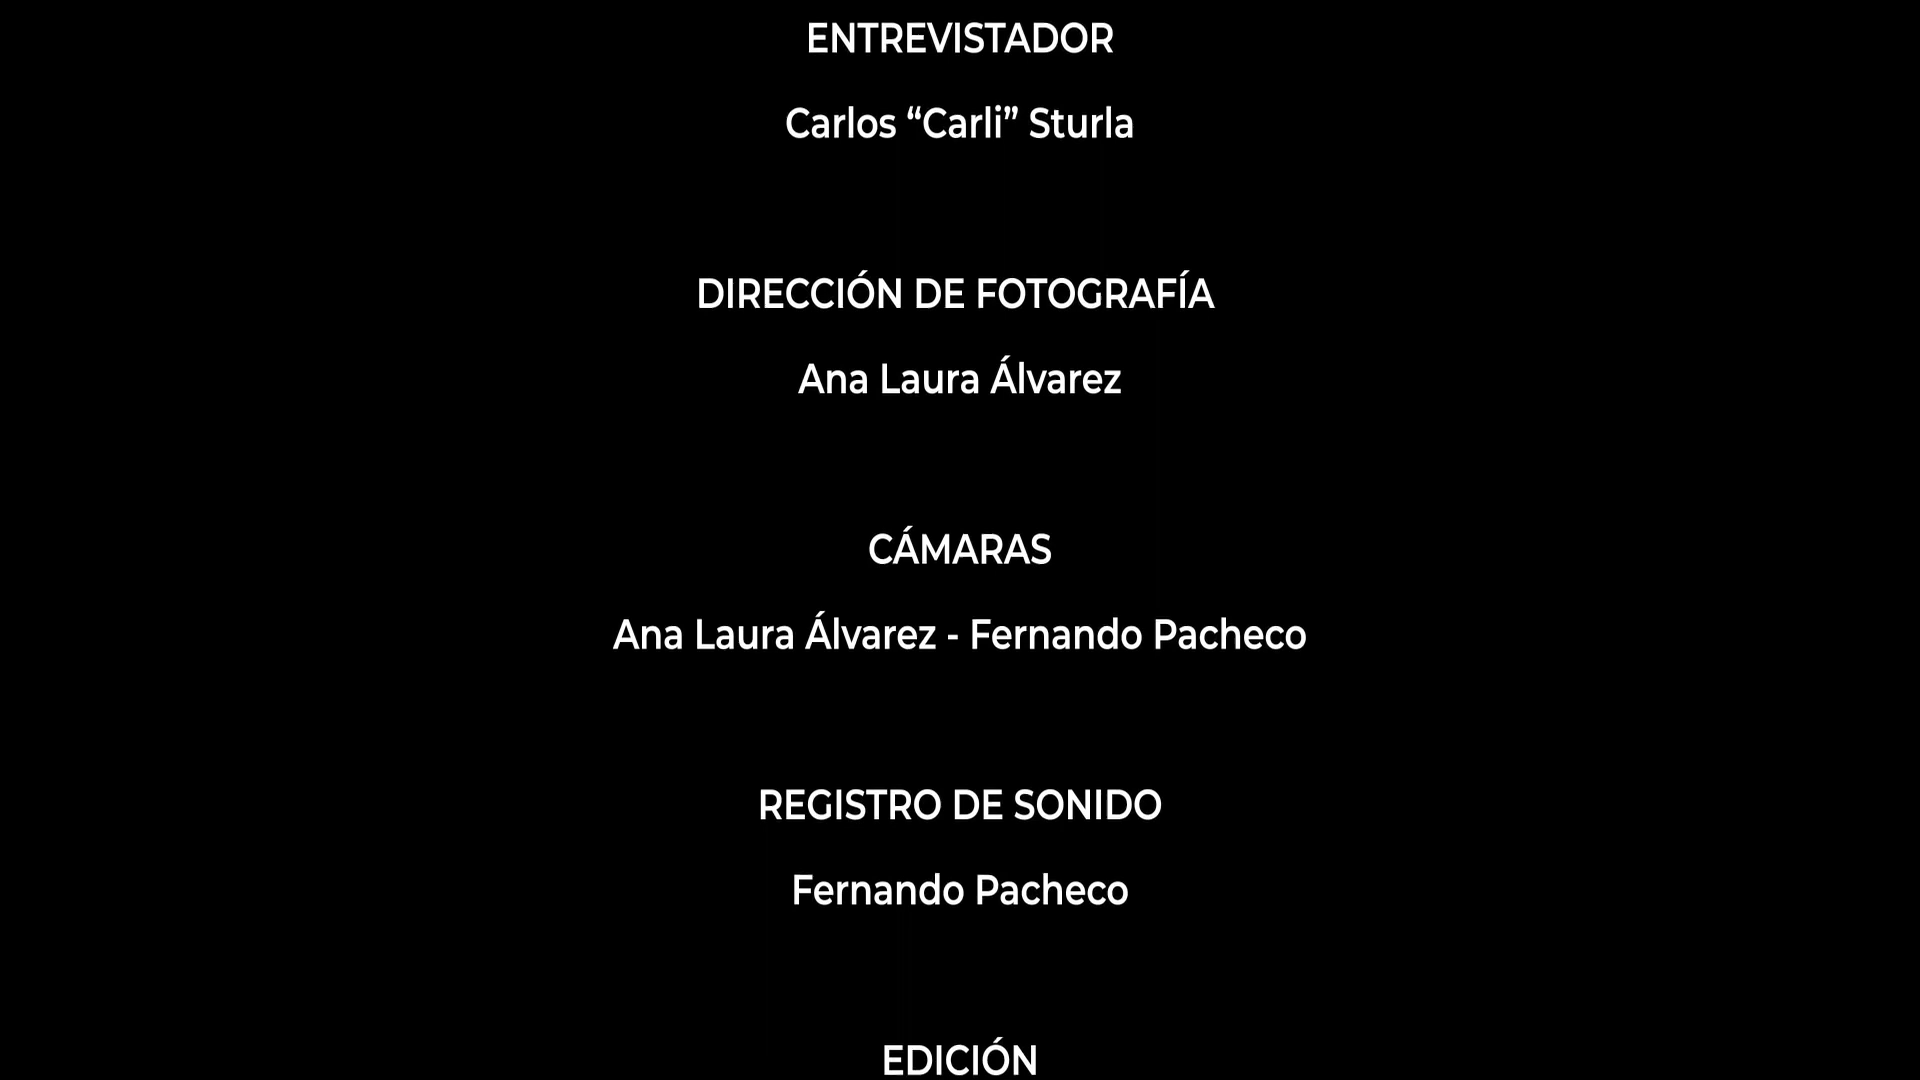 ENTREVISTADOR
Carlos “Carli” Sturla
DIRECCIÓN DE FOTOGRAFÍA
Ana Laura Álvarez
CÁMARAS
Ana Laura Álvarez - Fernando Pacheco
REGISTRO DE SONIDO
Fernando Pacheco
EDICIÓN